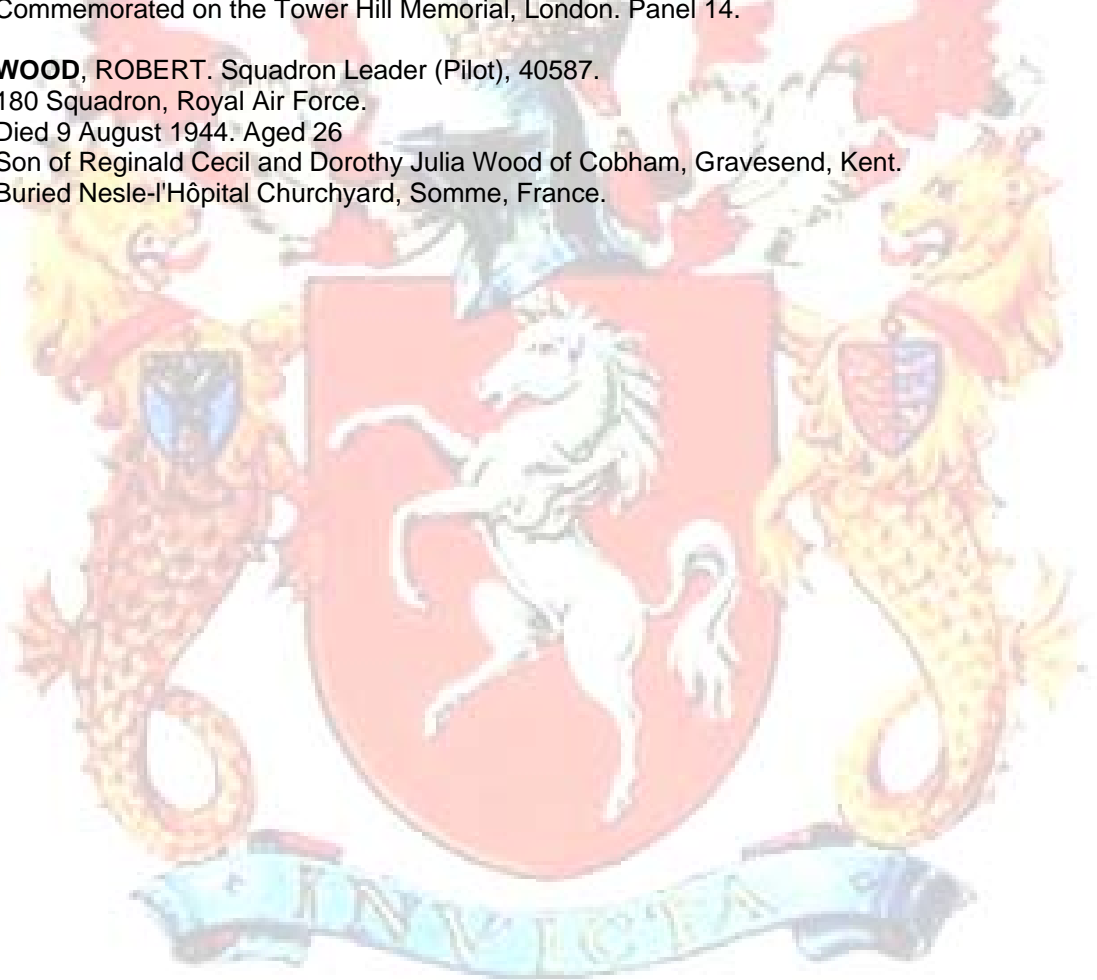 Commemorated on the Tower Hill Memorial, London. Panel 14.
WOOD, ROBERT. Squadron Leader (Pilot), 40587.
180 Squadron, Royal Air Force.
Died 9 August 1944. Aged 26
Son of Reginald Cecil and Dorothy Julia Wood of Cobham, Gravesend, Kent.
Buried Nesle-l'Hôpital Churchyard, Somme, France.
INVICTA